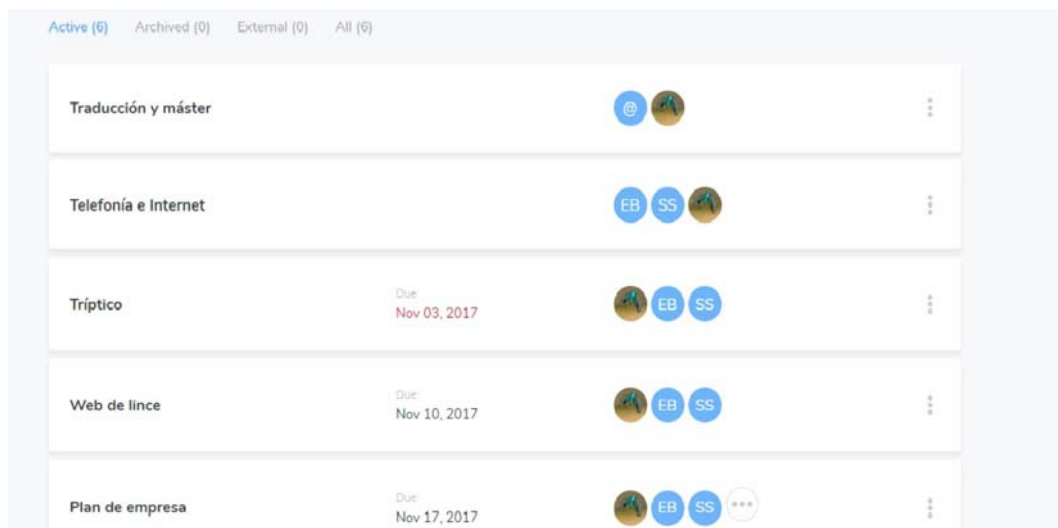 Active (6) Archived (0) External (0) All (6)
Traducción y máster @
Telefonía e Internet EB SS
Due:
Tríptico Nov 03, 2017 EB SS
Due:
Web de lince Nov 10, 2017 EB SS
Due:
Plan de empresa Nov 17, 2017 EB SS